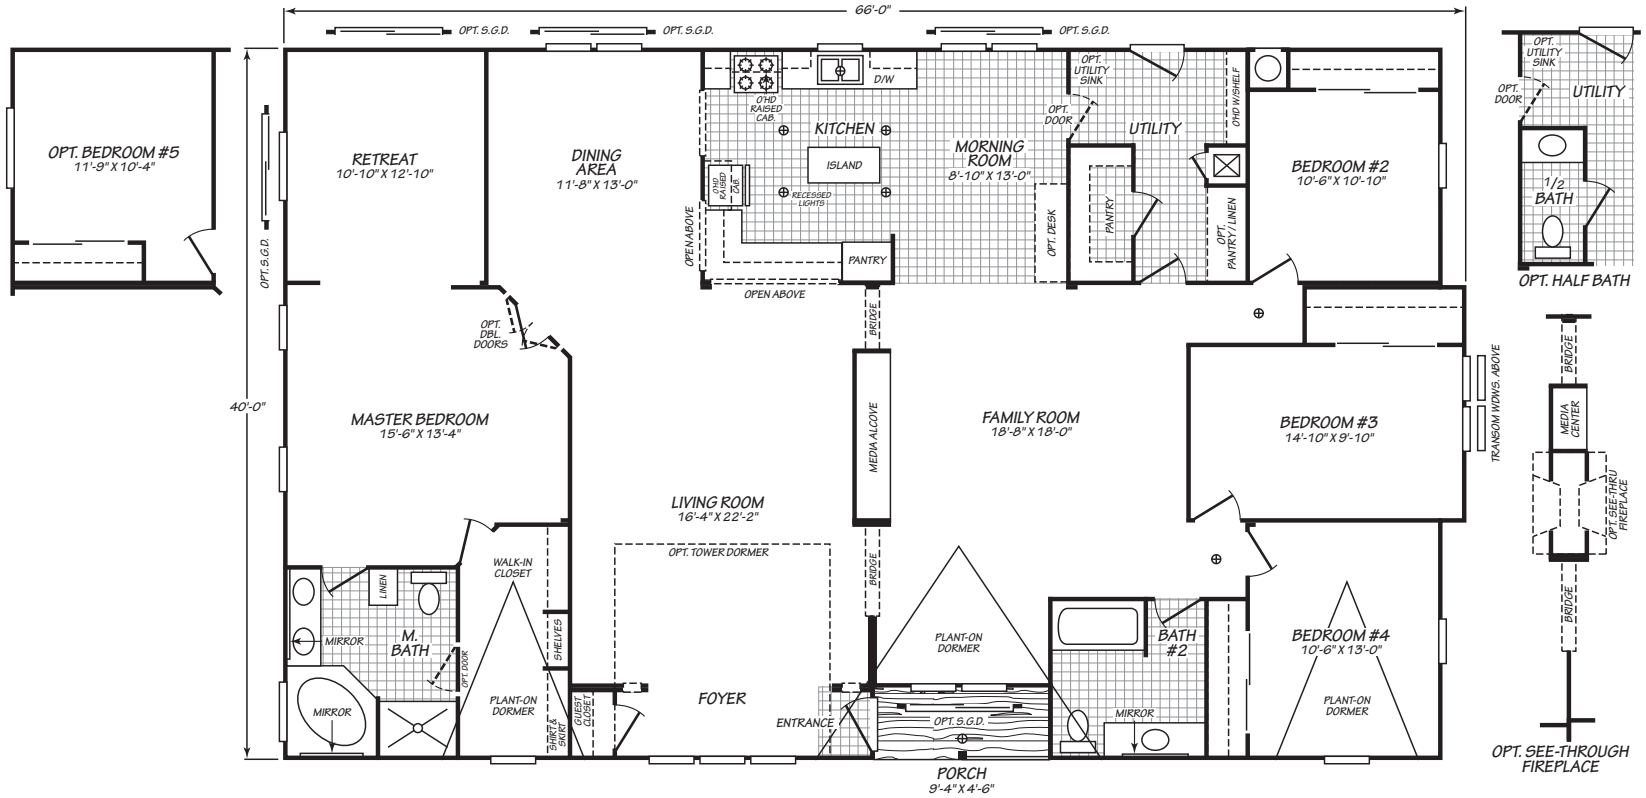 66'-0"
OPT. S.G.D.
OPT. S.G.D.
OPT. S.G.D.
OPT. BEDROOM #5
11'-9" X 10'-4"
OPT. S.G.D.
40'-0"
RETREAT
10'-10" X 12'-10"
DINING
AREA
11'-8" X 13'-0"
O'HD
RAISED
CAB.
D/W
KITCHEN
ISLAND
RECESSED
LIGHTS
O'HD
RAISED
CAB.
OPEN ABOVE
PANTRY
OPEN ABOVE
MORNING
ROOM
8'-10" X 13'-0"
OPT. DESK
OPT.
UTILITY
SINK
OPT.
DOOR
UTILITY
O'HD W/SHELF
PANTRY
OPT.
PANTRY / LINEN
BEDROOM #2
10'-6" X 10'-10"
OPT.
UTILITY
SINK
OPT.
DOOR
UTILITY
1/2
BATH
OPT. HALF BATH
OPT.
DBL.
DOORS
BRIDGE
MASTER BEDROOM
15'-6" X 13'-4"
MEDIA ALCOVE
FAMILY ROOM
18'-8" X 18'-0"
BEDROOM #3
14'-10" X 9'-10"
TRANSOM WDWS. ABOVE
BRIDGE
MEDIA
CENTER
OPT. SEE-THRU
FIREPLACE
BRIDGE
OPT. SEE-THROUGH
FIREPLACE
LIVING ROOM
16'-4" X 22'-2"
OPT. TOWER DORMER
BRIDGE
WALK-IN
CLOSET
LINEN
MIRROR
M.
BATH
OPT. DOOR
SHELVES
MIRROR
PLANT-ON
DORMER
SHIRT &
SKIRT
GUEST
CLOSET
FOYER
ENTRANCE
PLANT-ON
DORMER
OPT. S.G.D.
PORCH
9'-4" X 4'-6"
BATH
#2
MIRROR
BEDROOM #4
10'-6" X 13'-0"
PLANT-ON
DORMER